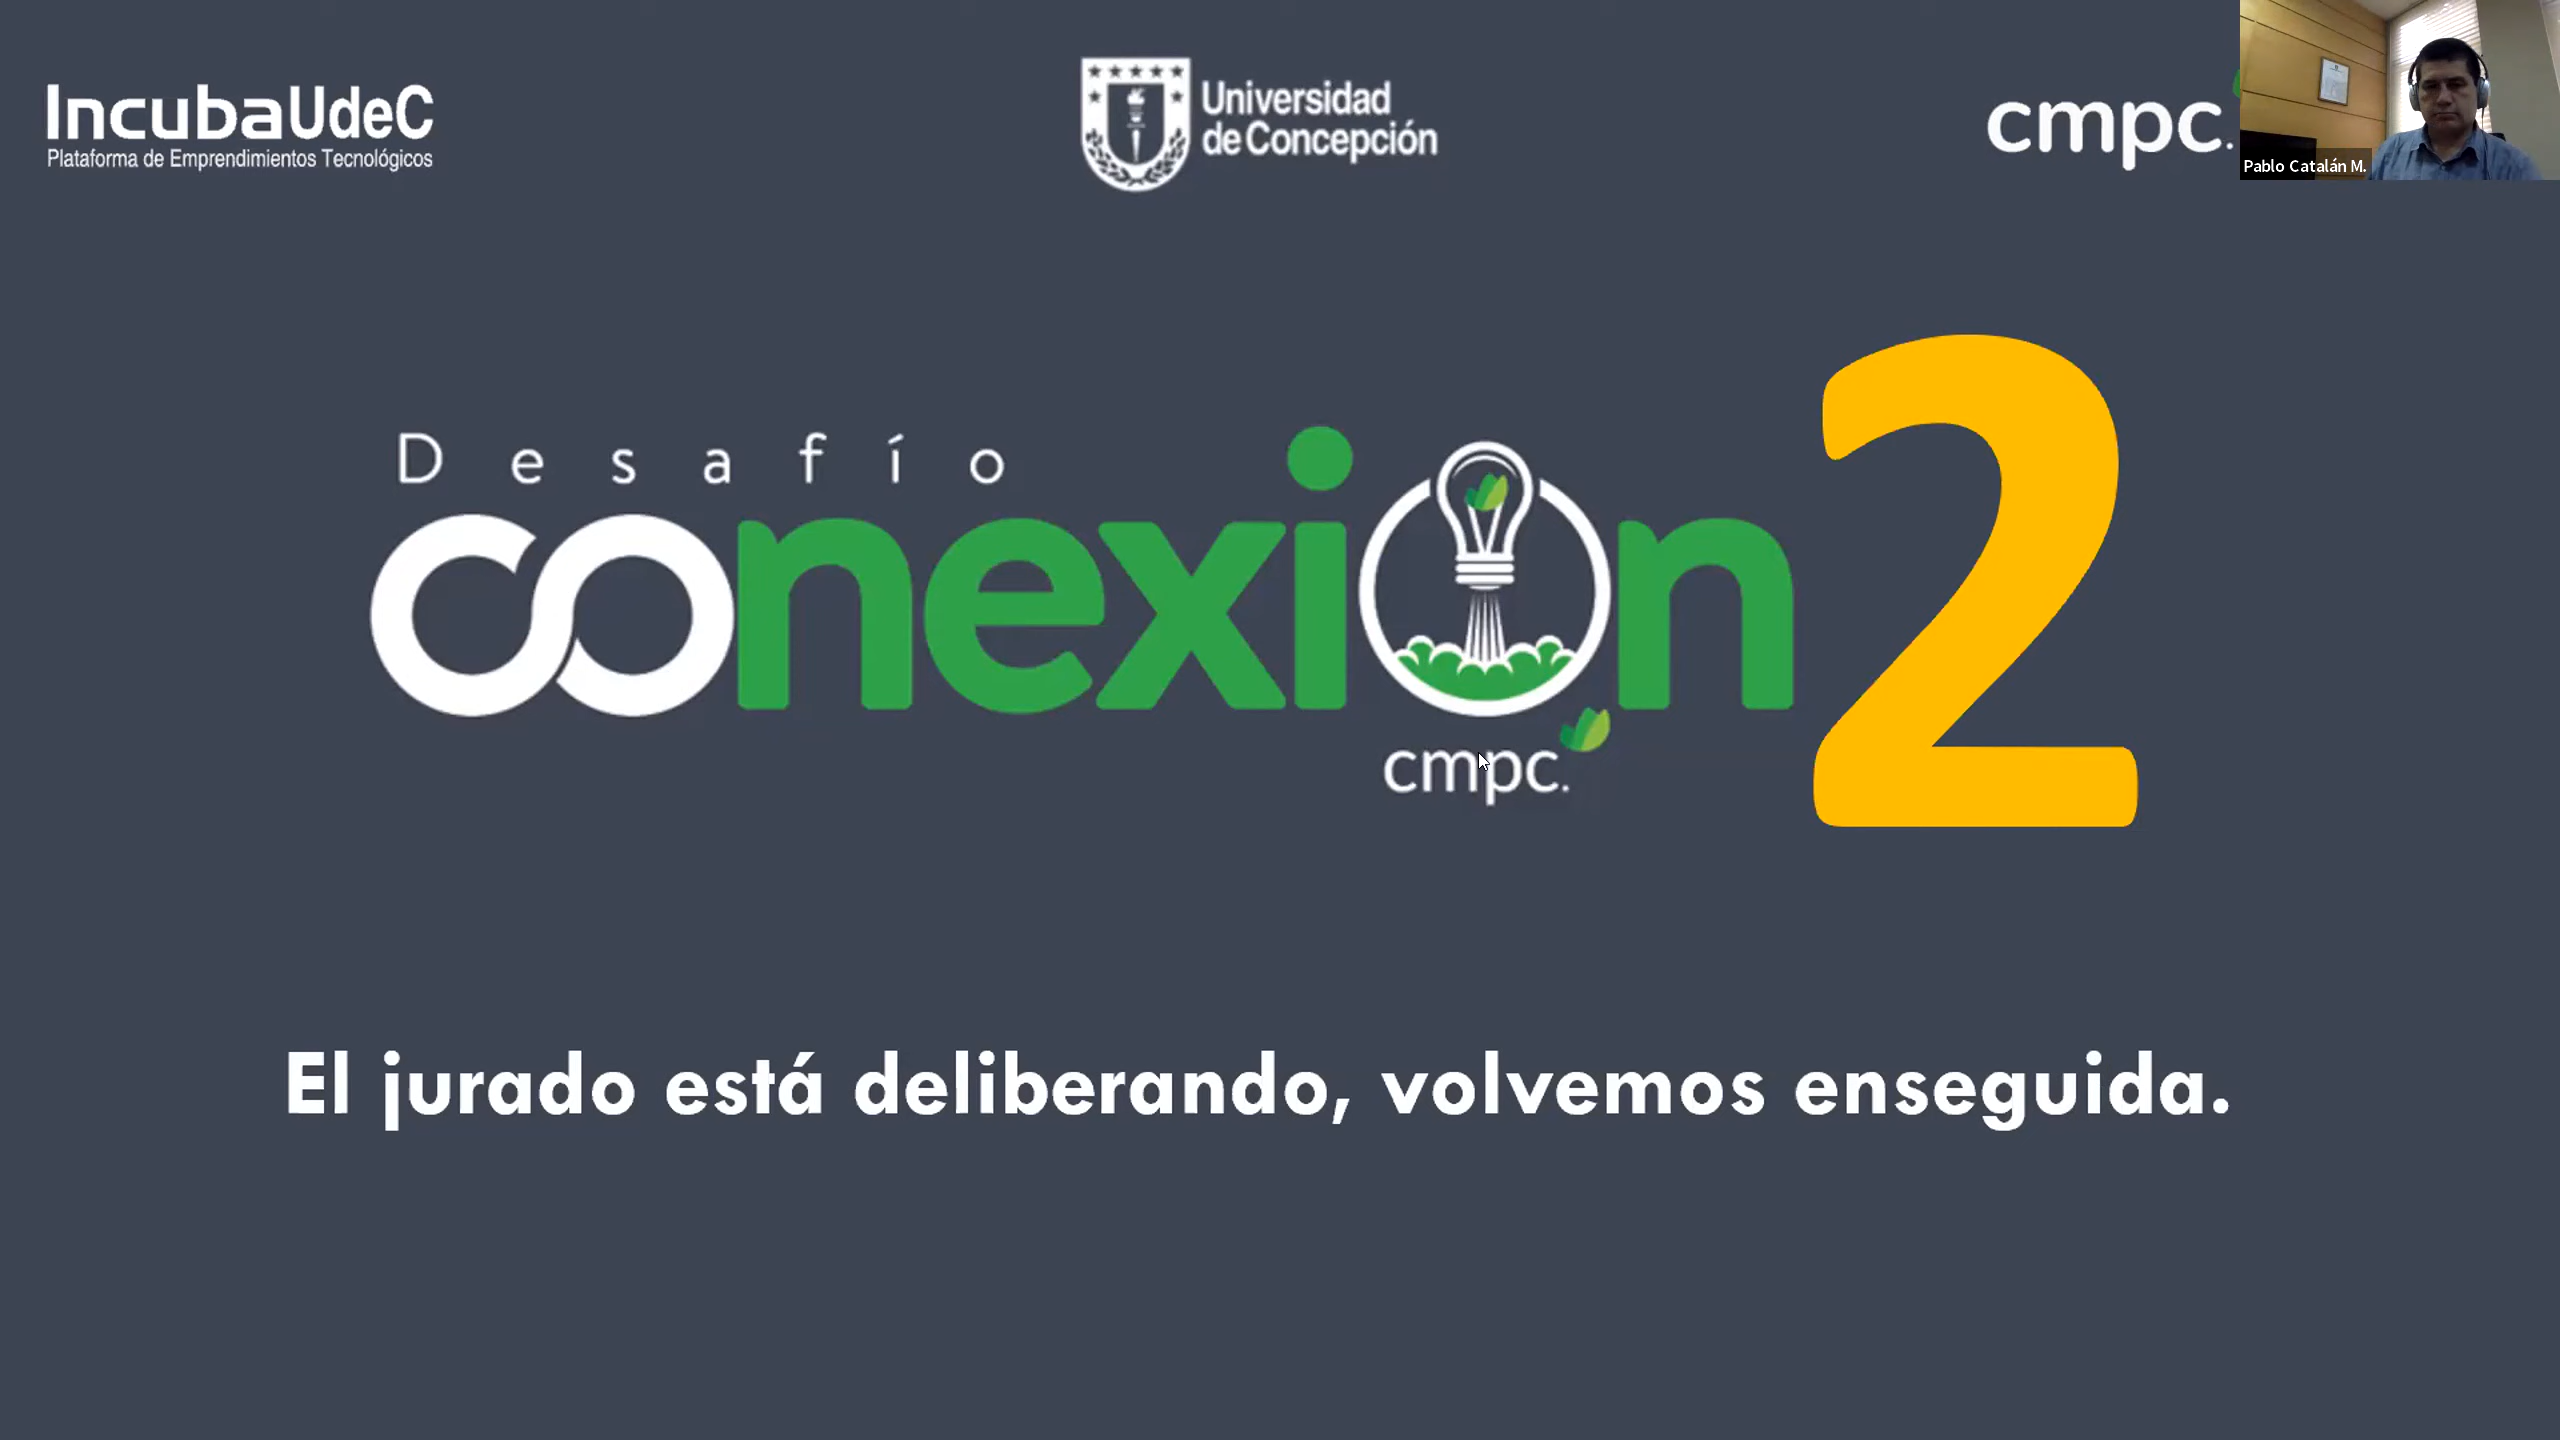 IncubaUdeC
Plataforma de Emprendimientos Tecnológicos
Universidad
de Concepción
cmpc.
Pablo Catalán M.
Desafío
conexion 2
cmpc.
El jurado está deliberando, volvemos enseguida.